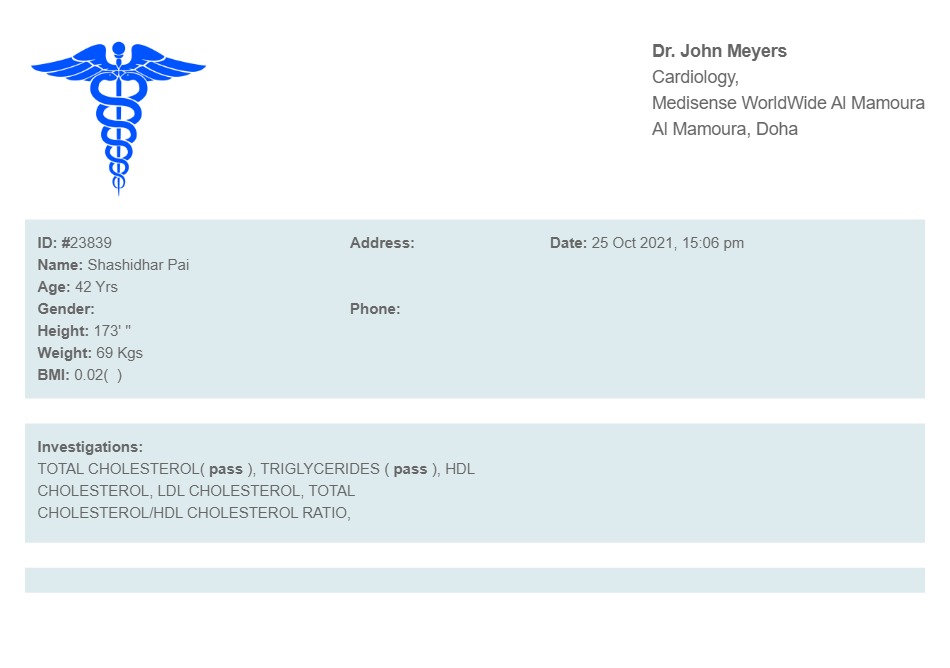 Dr. John Meyers
Cardiology,
Medisense WorldWide Al Mamoura
Al Mamoura, Doha
ID: #23839
Name: Shashidhar Pai
Age: 42 Yrs
Gender:
Height: 173' "
Weight: 69 Kgs
BMI: 0.02(  )
Address:
Phone:
Date: 25 Oct 2021, 15:06 pm
Investigations:
TOTAL CHOLESTEROL( pass ), TRIGLYCERIDES ( pass ), HDL
CHOLESTEROL, LDL CHOLESTEROL, TOTAL
CHOLESTEROL/HDL CHOLESTEROL RATIO,